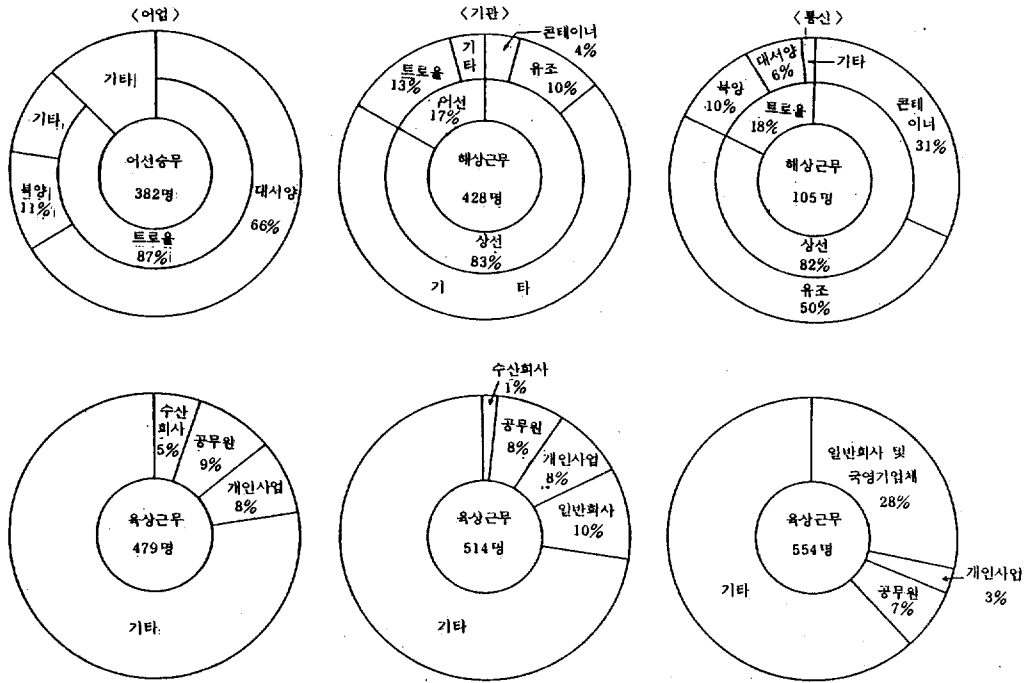 〈어업〉
기타
기타
북양
11%
어선승무
382명
대서양
66%
트로울
87%
〈기관〉
콘테이너
4%
기
타
트로울
13%
유조
10%
어선
17%
해상근무
428명
상선
83%
기 타
〈통신〉
기타
대서양
6%
북양
10%
트로울
18%
콘테
이너
31%
해상근무
105명
상선
82%
유조
50%
수산
회사
5%
공무원
9%
개인사업
8%
육상근무
479명
기타
수산회사
1%
공무원
8%
개인사업
8%
일반회사
10%
육상근무
514명
기타
일반회사 및
국영기업체
28%
육상근무
554명
개인사업
3%
공무원
7%
기타